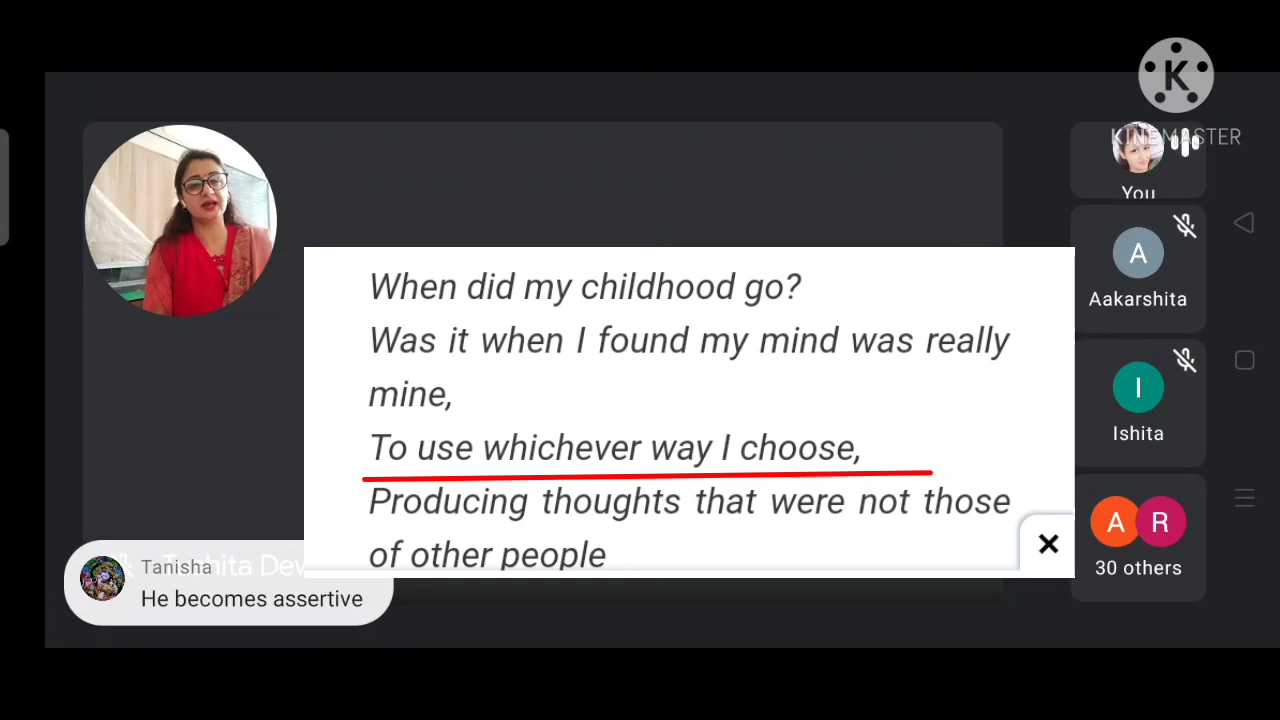 K
KINEMASTER
You
A
Aakarshita
I
Ishita
A R
30 others
When did my childhood go?
Was it when I found my mind was really
mine,
To use whichever way I choose,
Producing thoughts that were not those
of other people
Tanisha
He becomes assertive